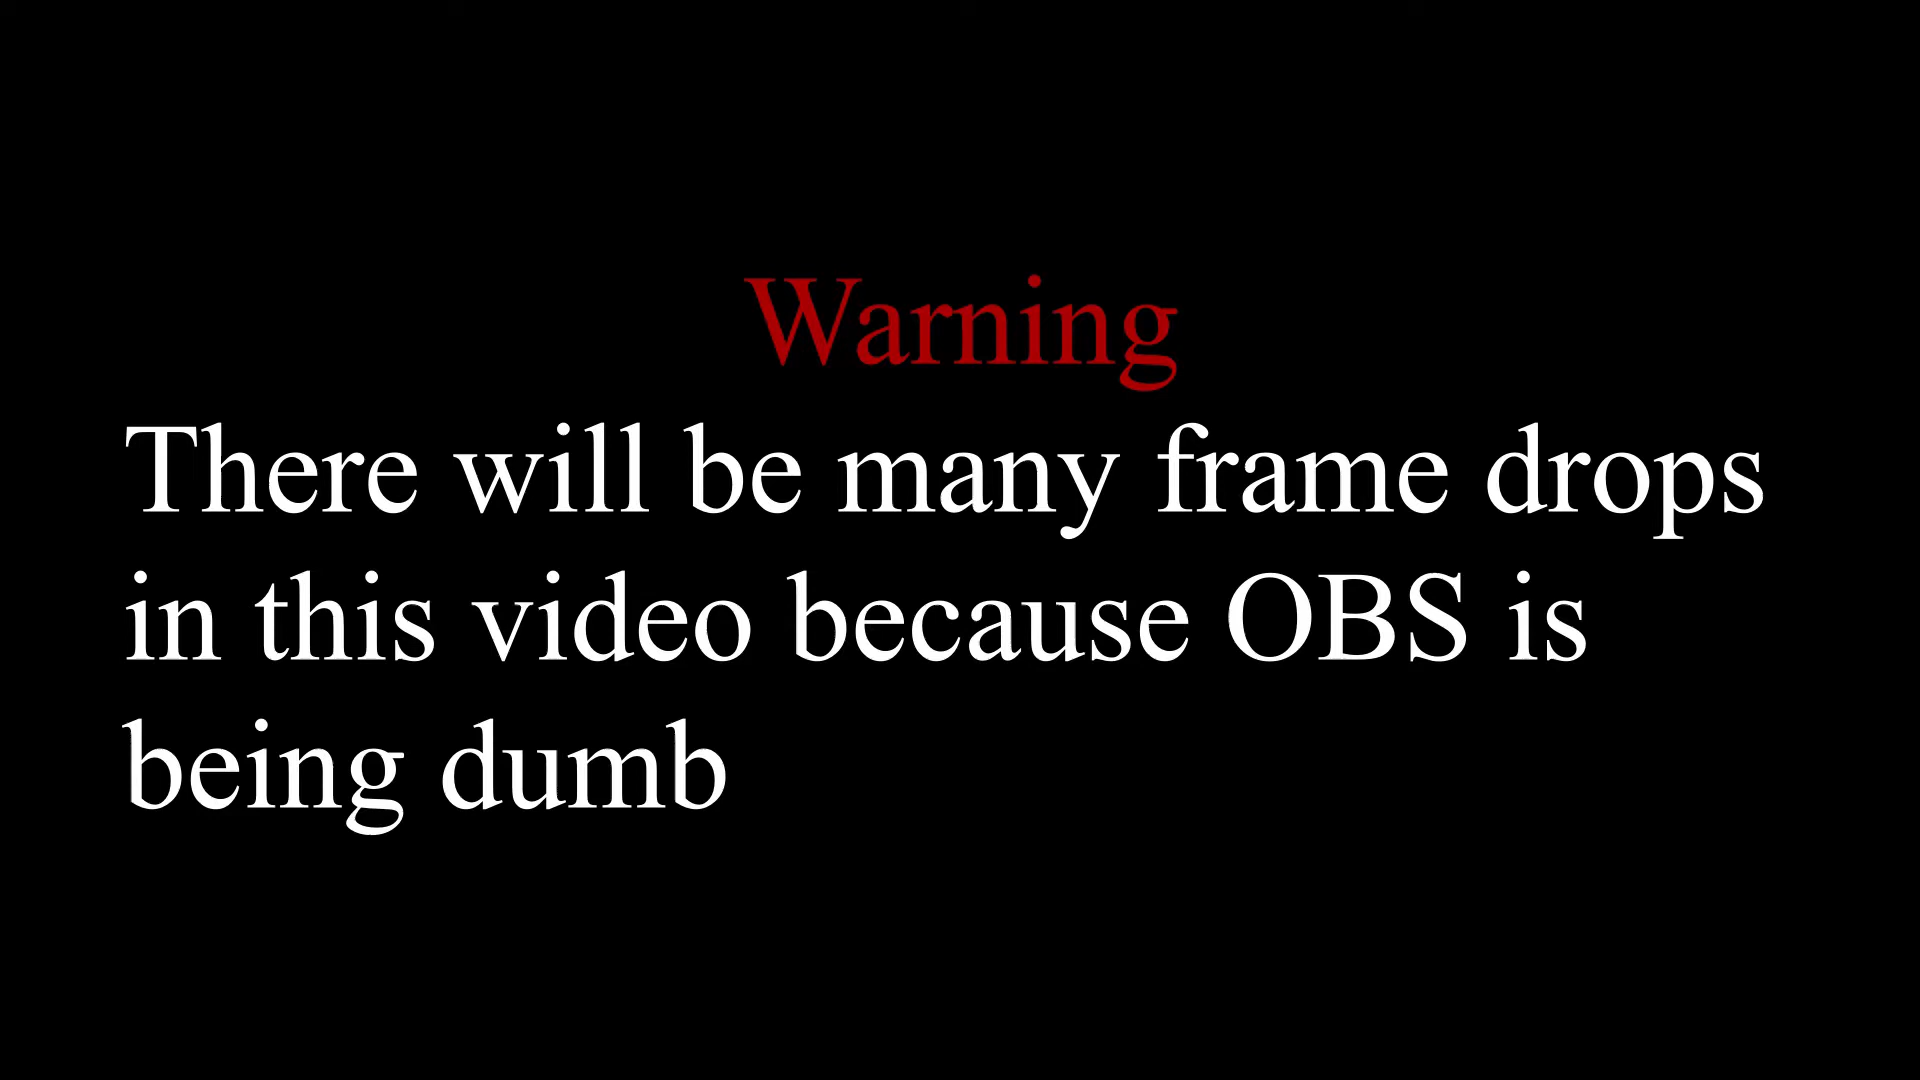 Warning
There will be many frame drops
in this video because OBS is
being dumb